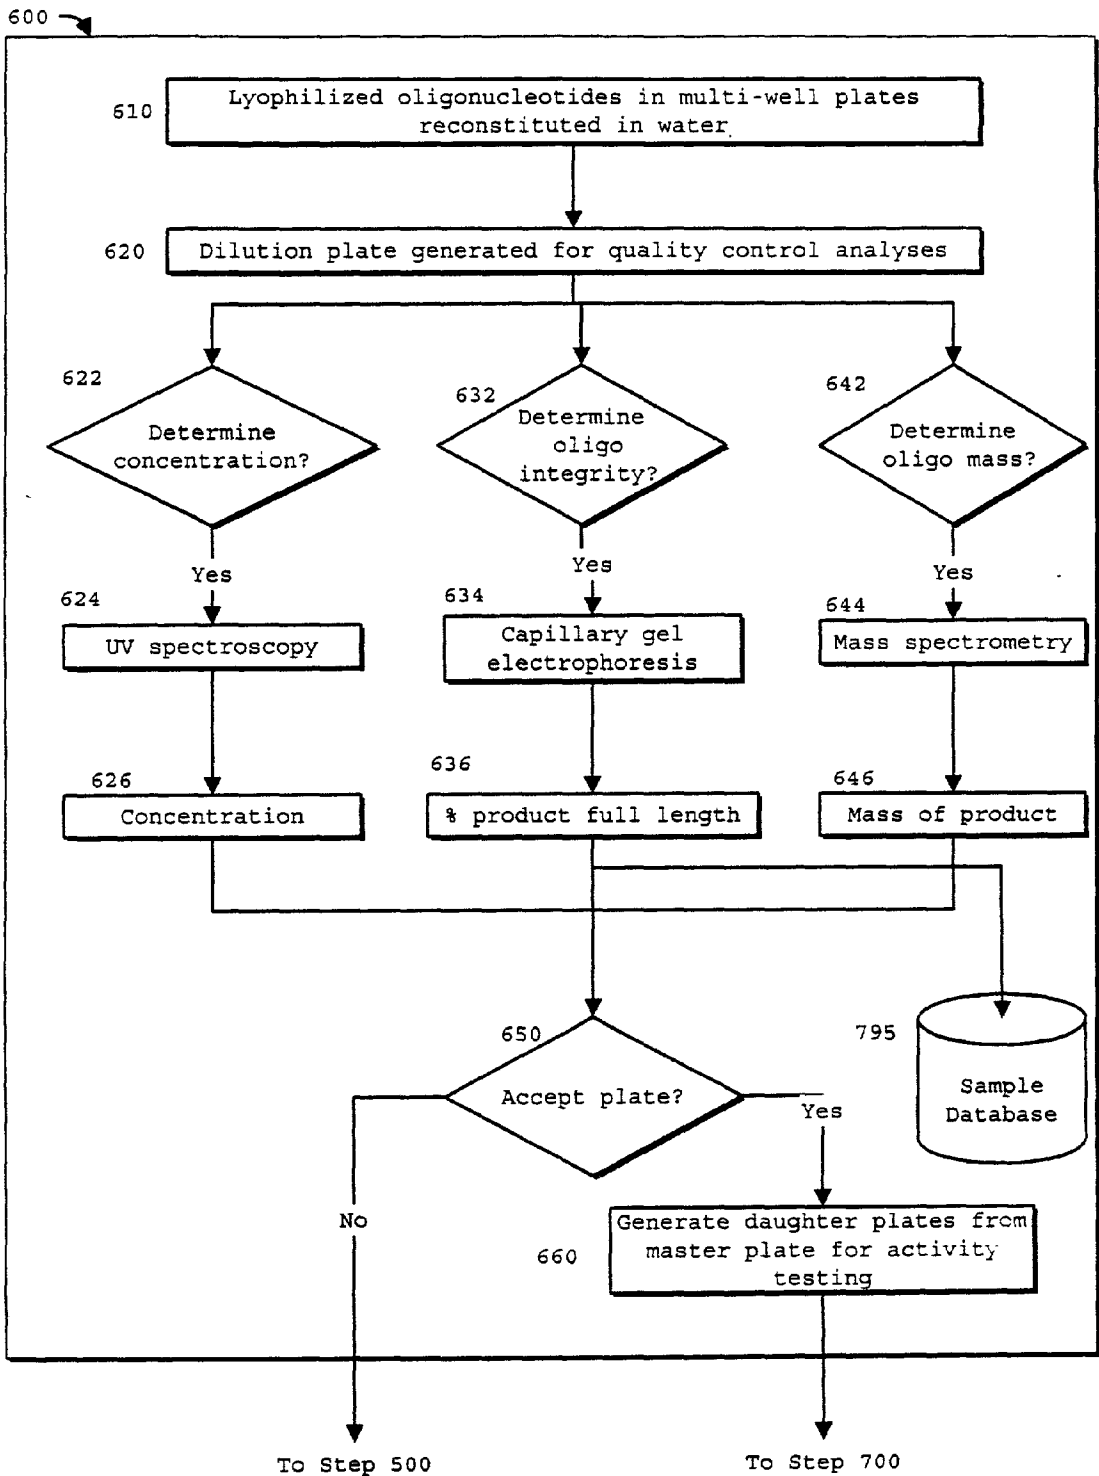 600
610
Lyophilized oligonucleotides in multi-well plates
reconstituted in water
620
Dilution plate generated for quality control analyses
622
Determine
concentration?
632
Determine
oligo
integrity?
642
Determine
oligo mass?
Yes
Yes
Yes
624
UV spectroscopy
634
Capillary gel
electrophoresis
644
Mass spectrometry
626
Concentration
636
% product full length
646
Mass of product
650
Accept plate?
795
Sample
Database
Yes
No
660
Generate daughter plates from
master plate for activity
testing
To Step 500
To Step 700